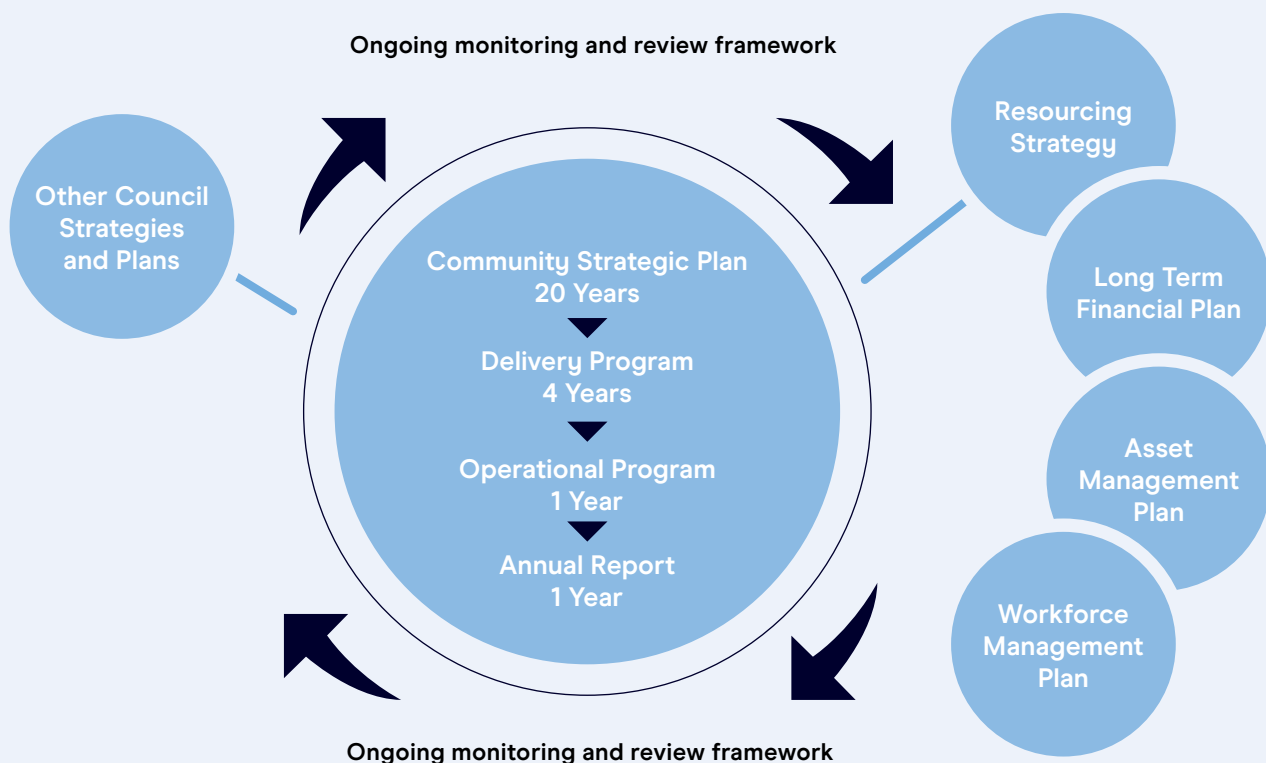 Ongoing monitoring and review framework
Other Council
Strategies
and Plans
Community Strategic Plan
20 Years
Delivery Program
4 Years
Operational Program
1 Year
Annual Report
1 Year
Resourcing
Strategy
Long Term
Financial Plan
Asset
Management
Plan
Workforce
Management
Plan
Ongoing monitoring and review framework